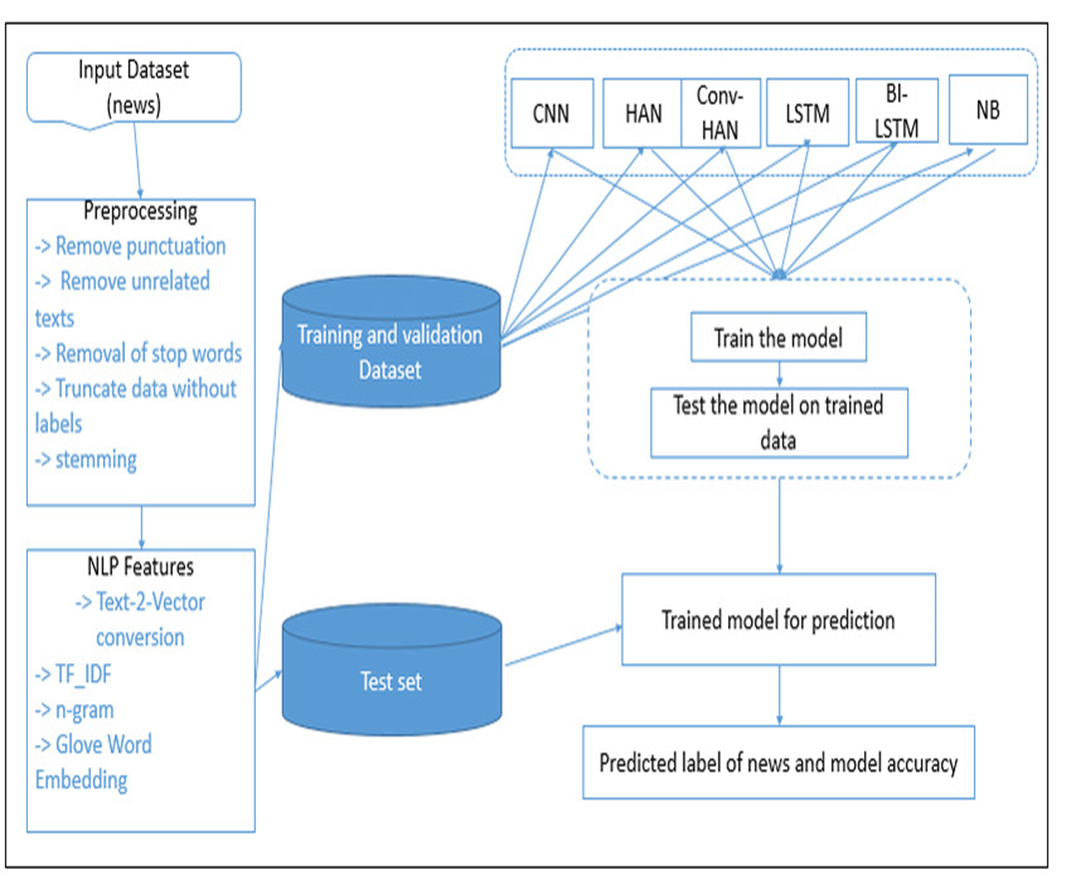 Input Dataset
(news)
Preprocessing
-> Remove punctuation
-> Remove unrelated
texts
-> Removal of stop words
-> Truncate data without
labels
-> stemming
NLP Features
-> Text-2-Vector
conversion
-> TF_IDF
-> n-gram
-> Glove Word
Embedding
Training and validation
Dataset
Test set
CNN
HAN
Conv-
HAN
LSTM
BI-
LSTM
NB
Train the model
Test the model on trained
data
Trained model for prediction
Predicted label of news and model accuracy